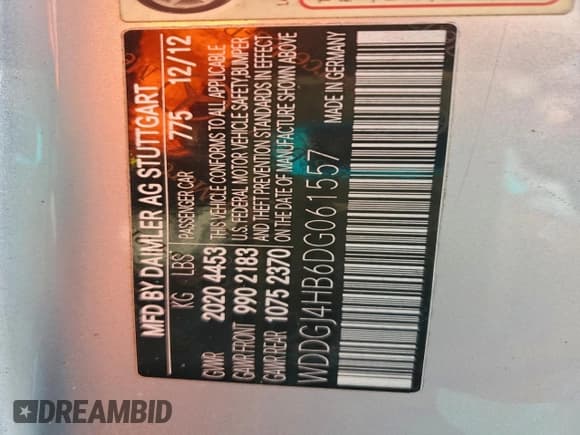 MFD BY DAIMLER AG STUTTGART
KG LBS PASSENGER CAR 775 12/12
GVWR 2020 4453 THIS VEHICLE CONFORMS TO ALL APPLICABLE
GAWR FRONT 990 2183 U.S. FEDERAL MOTOR VEHICLE SAFETY,BUMPER
GAWR REAR 1075 2370 AND THEFT PREVENTION STANDARDS IN EFFECT
ON THE DATE OF MANUFACTURE SHOWN ABOVE
WDDGJ4HB6DG061557 MADE IN GERMANY
DREAMBID